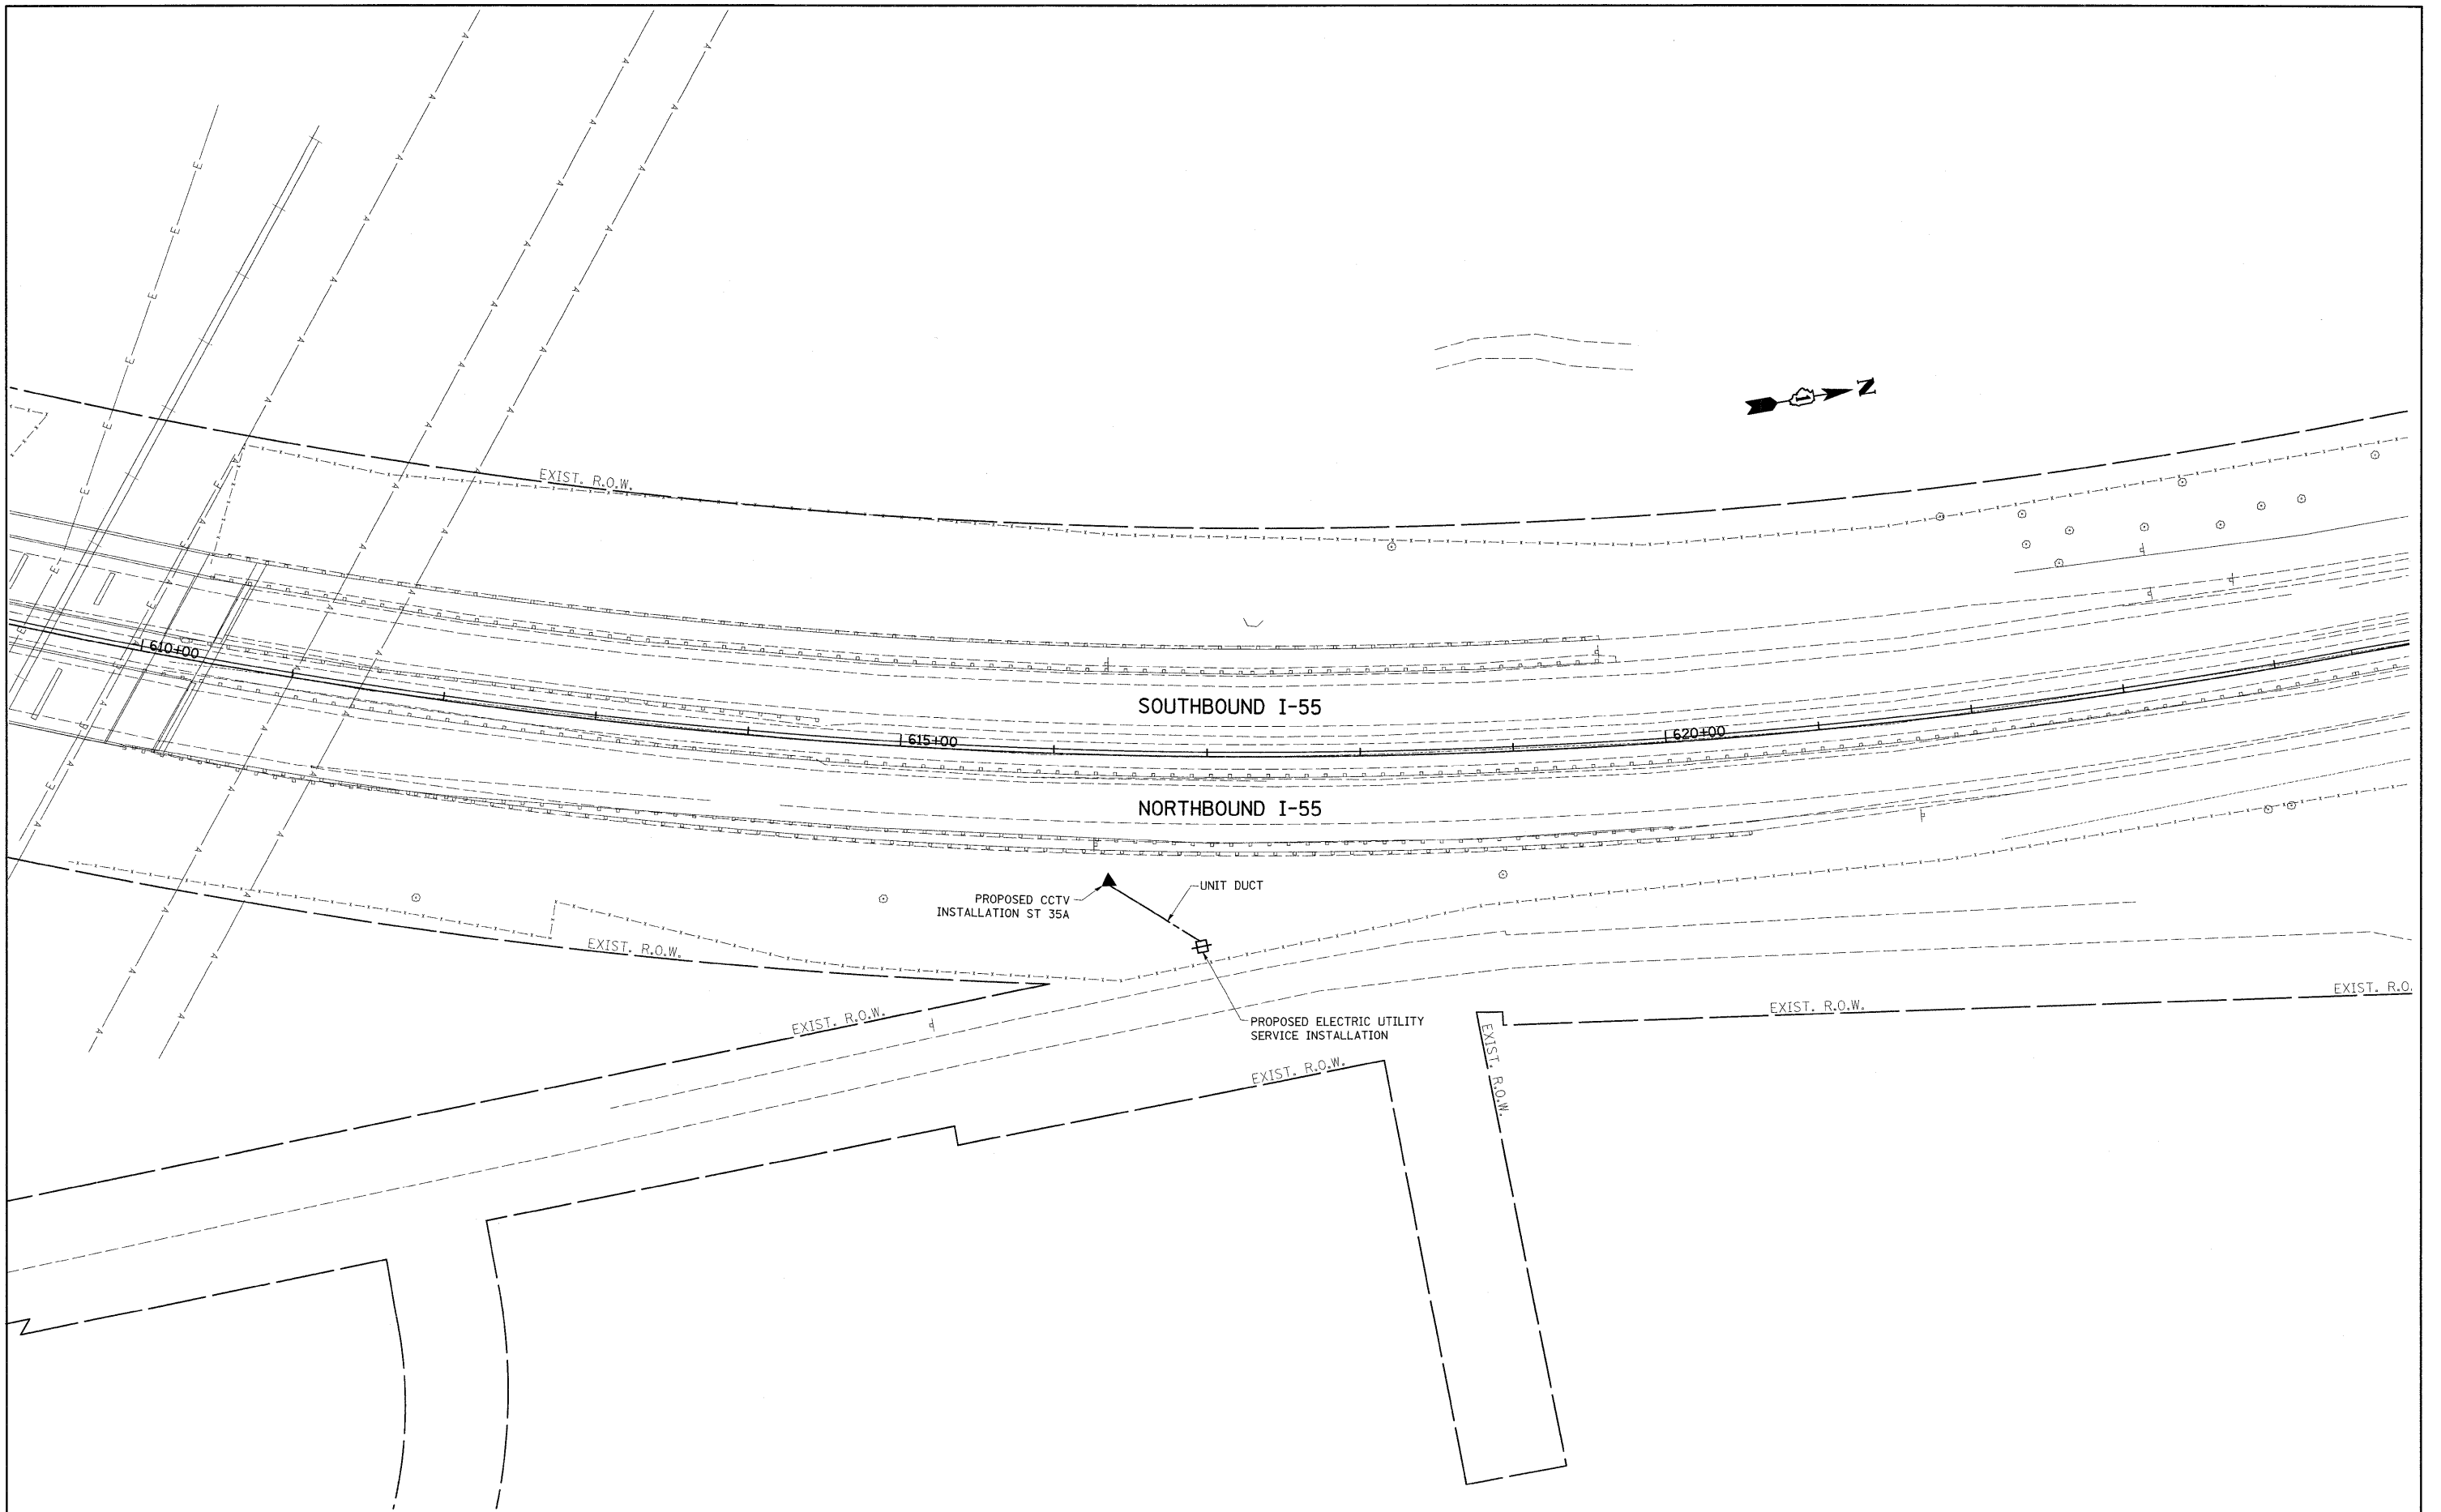 N
EXIST. R.O.W.
610+00
SOUTHBOUND I-55
615+00
620+00
NORTHBOUND I-55
UNIT DUCT
PROPOSED CCTV
INSTALLATION ST 35A
EXIST. R.O.W.
EXIST. R.O.W.
PROPOSED ELECTRIC UTILITY
SERVICE INSTALLATION
EXIST. R.O.
EXIST. R.O.W.
EXIST. R.O.W.
EXIST. R.O.W.